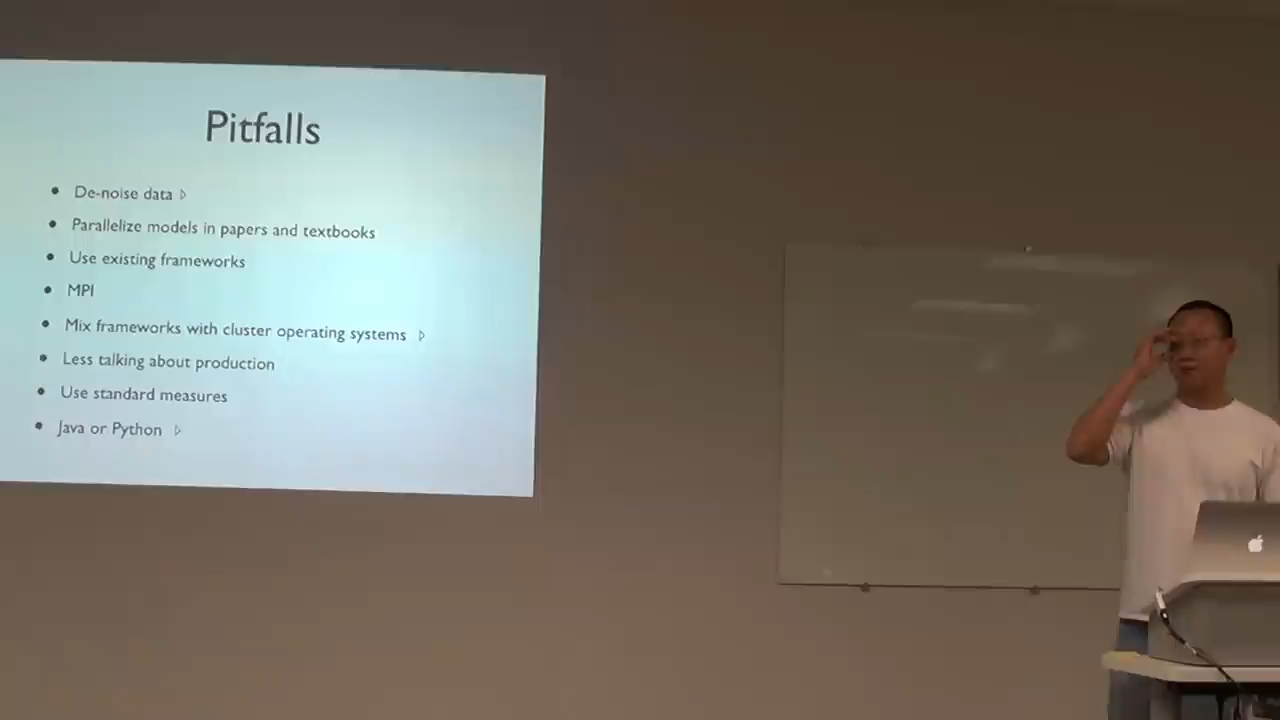 Pitfalls
De-noise data
Parallelize models in papers and textbooks
Use existing frameworks
MPI
Mix frameworks with cluster operating systems
Less talking about production
Use standard measures
Java or Python